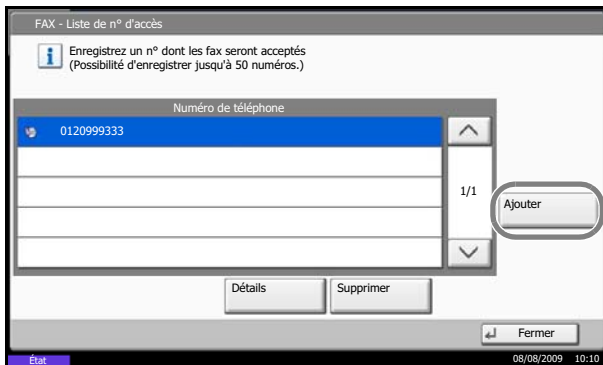 FAX - Liste de n° d'accès
Enregistrez un n° dont les fax seront acceptés
(Possibilité d'enregistrer jusqu'à 50 numéros.)
Numéro de téléphone
0120999333
1/1
Ajouter
Détails
Supprimer
Fermer
État
08/08/2009 10:10